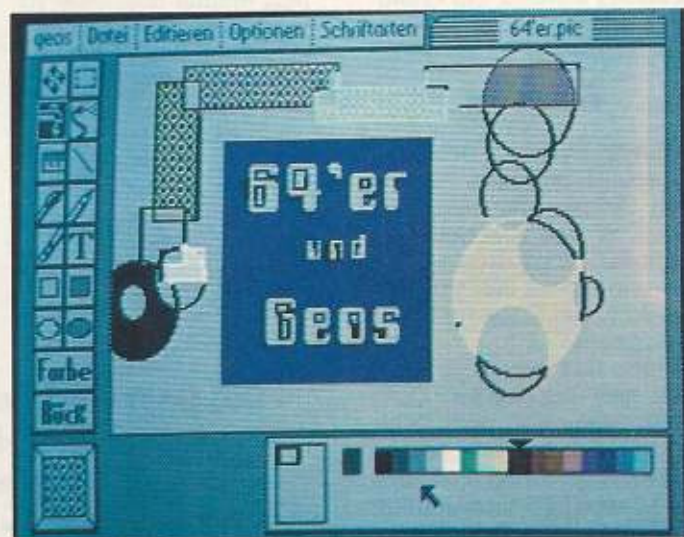 geos Datei Editieren Optionen Schriftarten 64'er.pic
T
64'er
und
Geos
Farbe
Rück